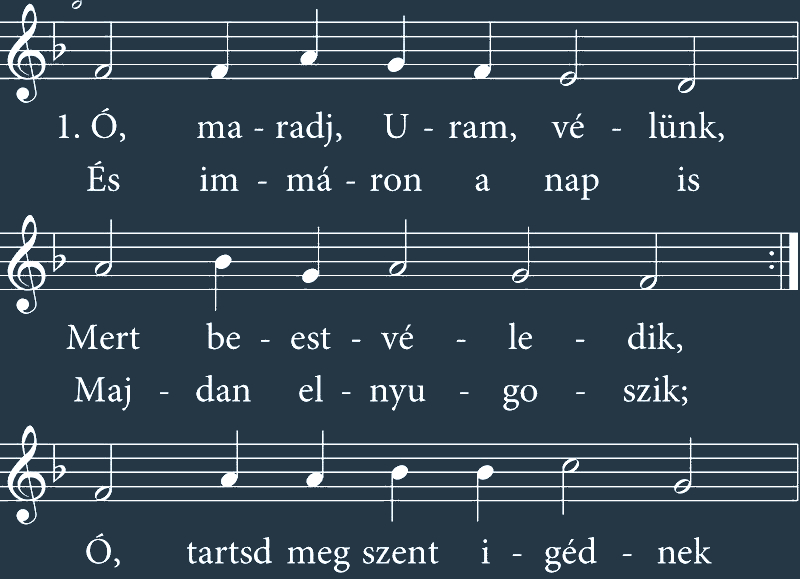 1. Ó, ma - radj, U - ram, vé - lünk,
És im - má - ron a nap is
Mert be - est - vé - le - dik,
Maj - dan el - nyu - go - szik;
Ó, tartsd meg szent i - géd - nek